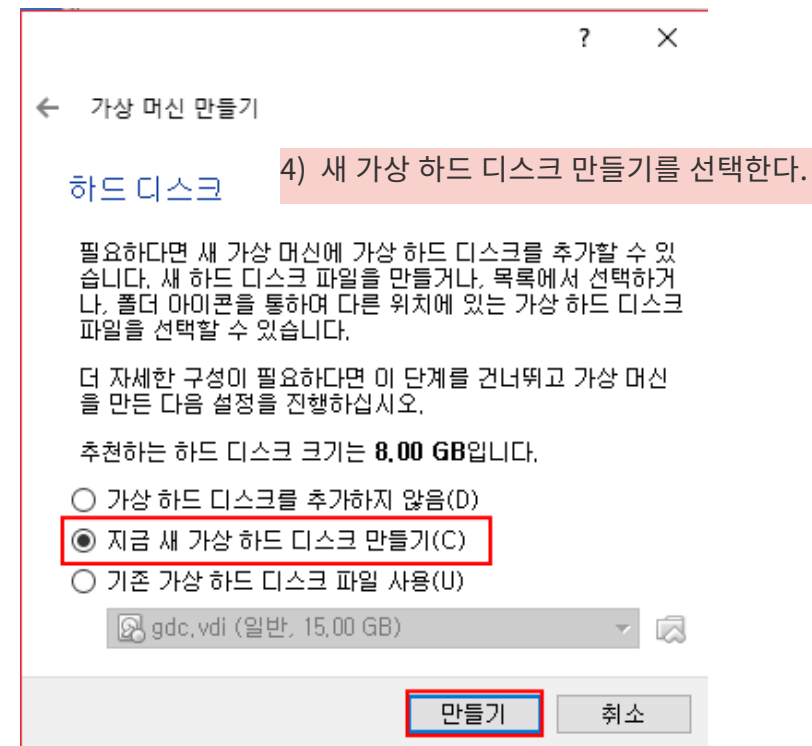 ?
가상 머신 만들기
4) 새 가상 하드 디스크 만들기를 선택한다.
하드 디스크
필요하다면 새 가상 머신에 가상 하드 디스크를 추가할 수 있
습니다. 새 하드 디스크 파일을 만들거나, 목록에서 선택하거
나, 폴더 아이콘을 통하여 다른 위치에 있는 가상 하드 디스크
파일을 선택할 수 있습니다.
더 자세한 구성이 필요하다면 이 단계를 건너뛰고 가상 머신
을 만든 다음 설정을 진행하십시오.
추천하는 하드 디스크 크기는 8.00 GB입니다.
가상 하드 디스크를 추가하지 않음(D)
지금 새 가상 하드 디스크 만들기(C)
기존 가상 하드 디스크 파일 사용(U)
gdc.vdi (일반, 15.00 GB)
만들기 취소